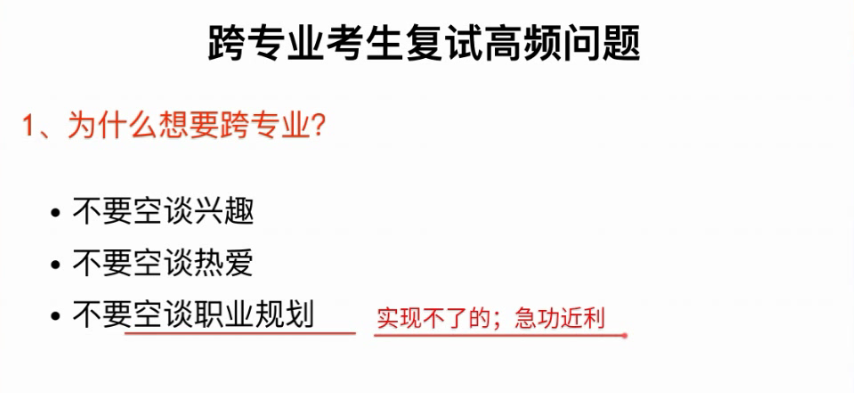 跨专业考生复试高频问题
1、为什么想要跨专业?
• 不要空谈兴趣
• 不要空谈热爱
• 不要空谈职业规划 实现不了的；急功近利